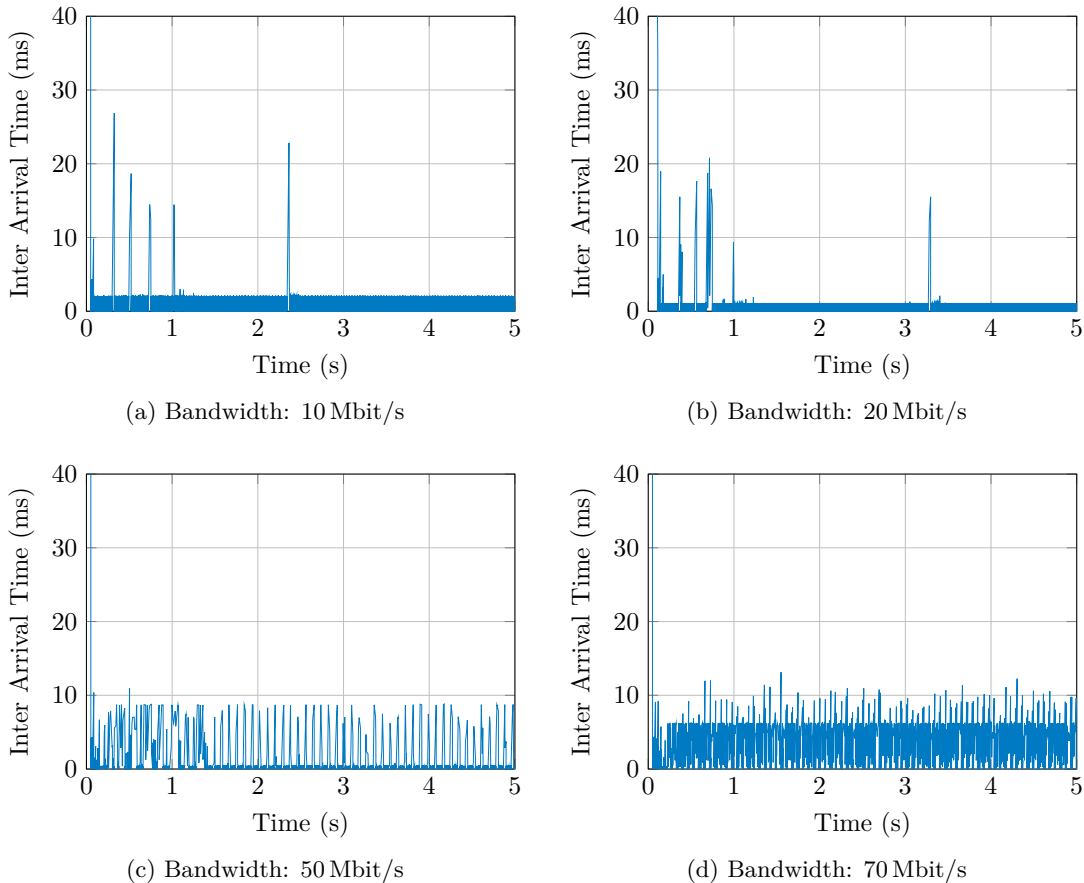 40
30
20
10
0
Inter Arrival Time (ms)
0 1 2 3 4 5
Time (s)
(a) Bandwidth: 10 Mbit/s
40
30
20
10
0
Inter Arrival Time (ms)
0 1 2 3 4 5
Time (s)
(b) Bandwidth: 20 Mbit/s
40
30
20
10
0
Inter Arrival Time (ms)
0 1 2 3 4 5
Time (s)
(c) Bandwidth: 50 Mbit/s
40
30
20
10
0
Inter Arrival Time (ms)
0 1 2 3 4 5
Time (s)
(d) Bandwidth: 70 Mbit/s